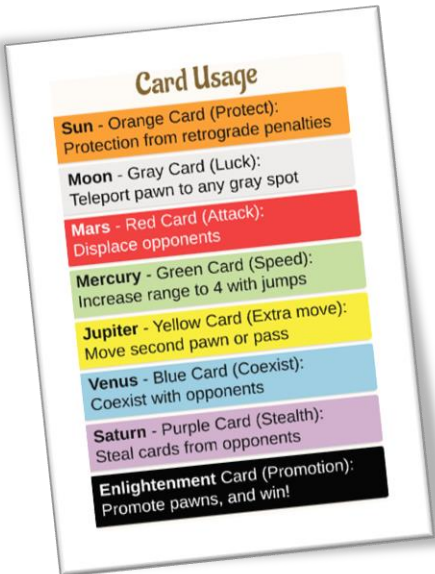 Card Usage
Sun - Orange Card (Protect):
Protection from retrograde penalties
Moon - Gray Card (Luck):
Teleport pawn to any gray spot
Mars - Red Card (Attack):
Displace opponents
Mercury - Green Card (Speed):
Increase range to 4 with jumps
Jupiter - Yellow Card (Extra move):
Move second pawn or pass
Venus - Blue Card (Coexist):
Coexist with opponents
Saturn - Purple Card (Stealth):
Steal cards from opponents
Enlightenment Card (Promotion):
Promote pawns, and win!